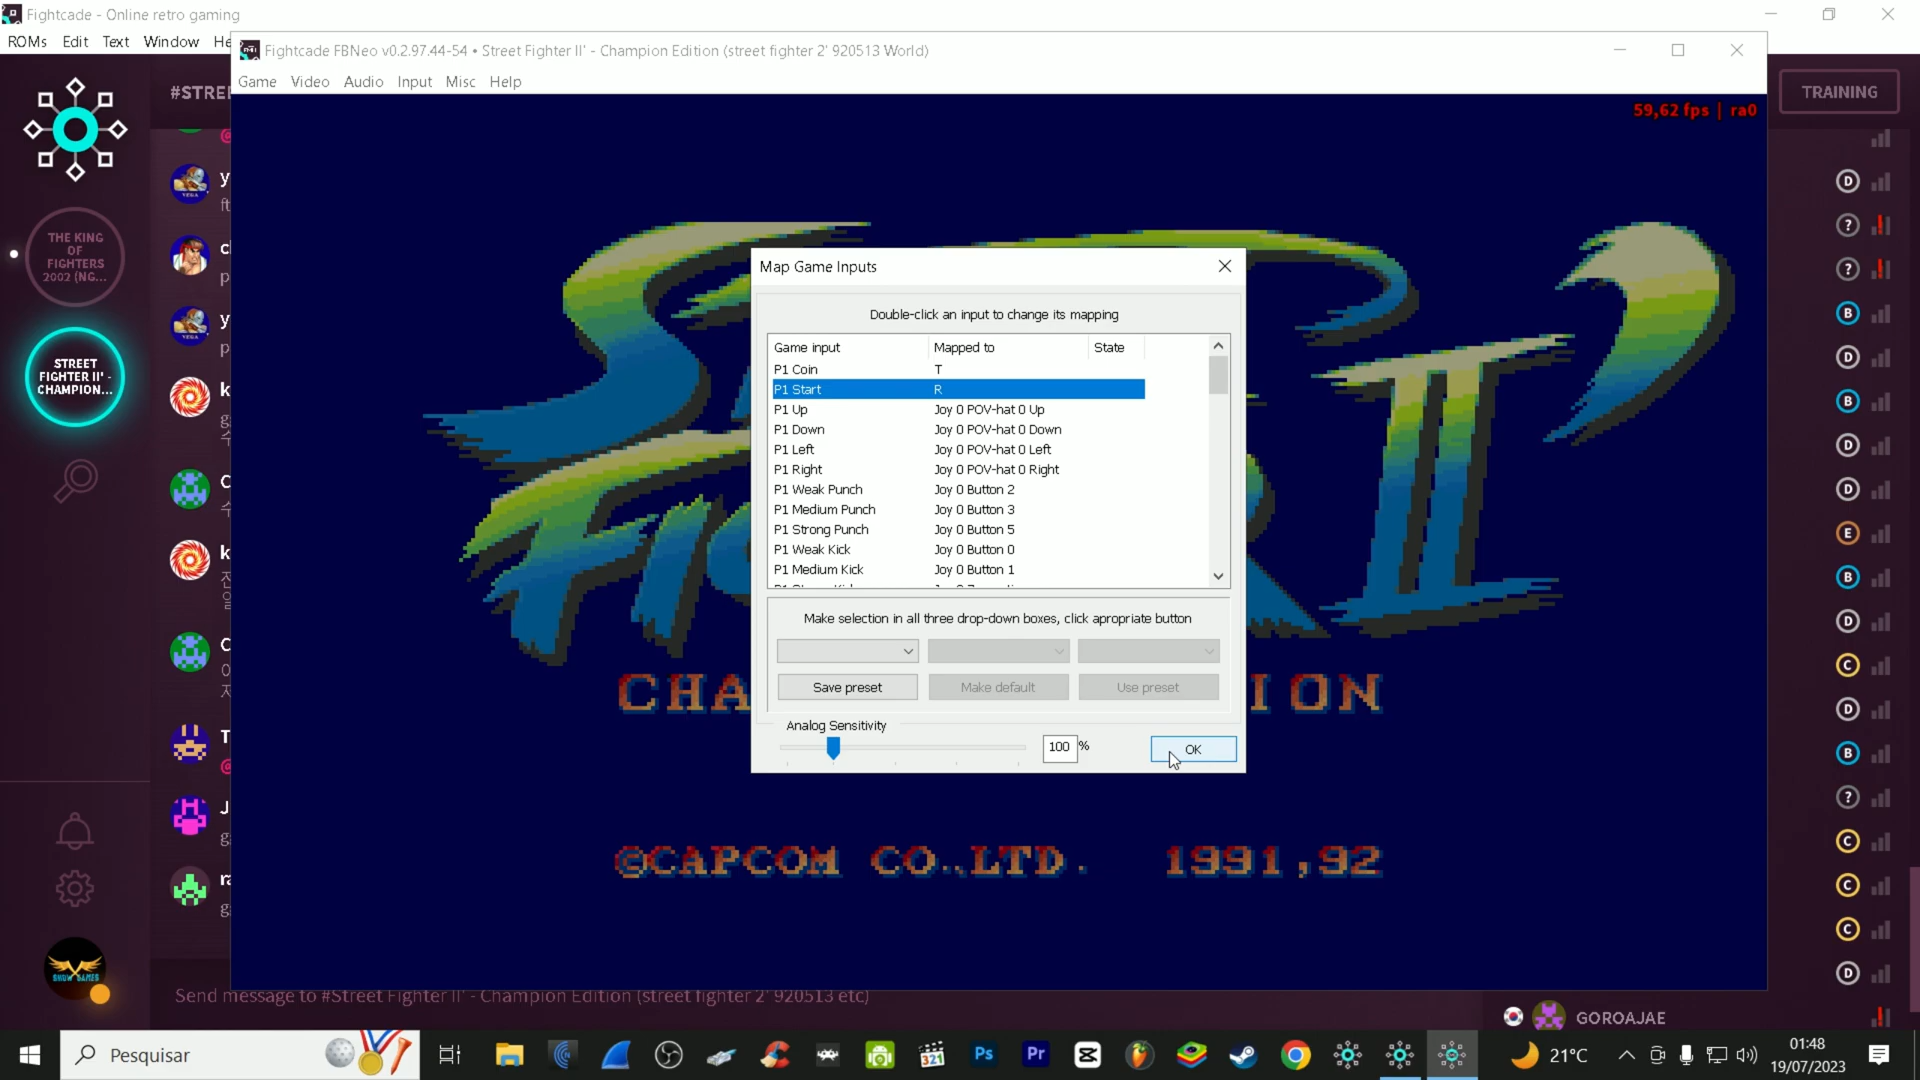 Fightcade - Online retro gaming
ROMs Edit Text Window He
Fightcade FBNeo v0.2.97.44-54 • Street Fighter II' - Champion Edition (street fighter 2' 920513 World)
Game Video Audio Input Misc Help
#STREE
TRAINING
59,62 fps | ra0
THE KING
OF
FIGHTERS
2002 (NG...
STREET
FIGHTER II' -
CHAMPION...
Map Game Inputs
Double-click an input to change its mapping
Game input Mapped to State
P1 Coin T
P1 Start R
P1 Up Joy 0 POV-hat 0 Up
P1 Down Joy 0 POV-hat 0 Down
P1 Left Joy 0 POV-hat 0 Left
P1 Right Joy 0 POV-hat 0 Right
P1 Weak Punch Joy 0 Button 2
P1 Medium Punch Joy 0 Button 3
P1 Strong Punch Joy 0 Button 5
P1 Weak Kick Joy 0 Button 0
P1 Medium Kick Joy 0 Button 1
Make selection in all three drop-down boxes, click apropriate button
Save preset Make default Use preset
Analog Sensitivity
100 %
OK
CHA
ION
©CAPCOM CO.,LTD. 1991,92
Send message to #Street Fighter II' - Champion Edition (street fighter 2' 920513 etc)
GOROAJAE
SHOW GAMES
Pesquisar
321
Ps
Pr
21°C
01:48
19/07/2023